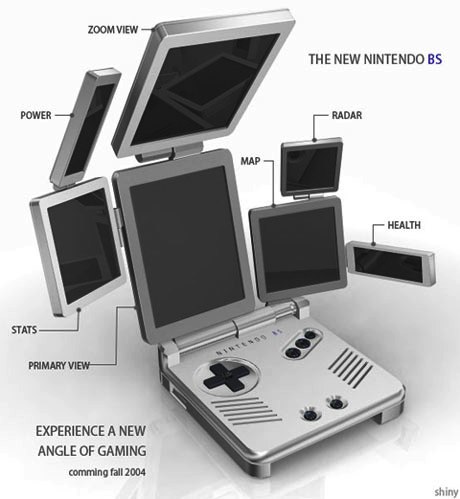 ZOOM VIEW
THE NEW NINTENDO BS
POWER
RADAR
MAP
HEALTH
STATS
PRIMARY VIEW
NINTENDO BS
EXPERIENCE A NEW
ANGLE OF GAMING
comming fall 2004
shiny